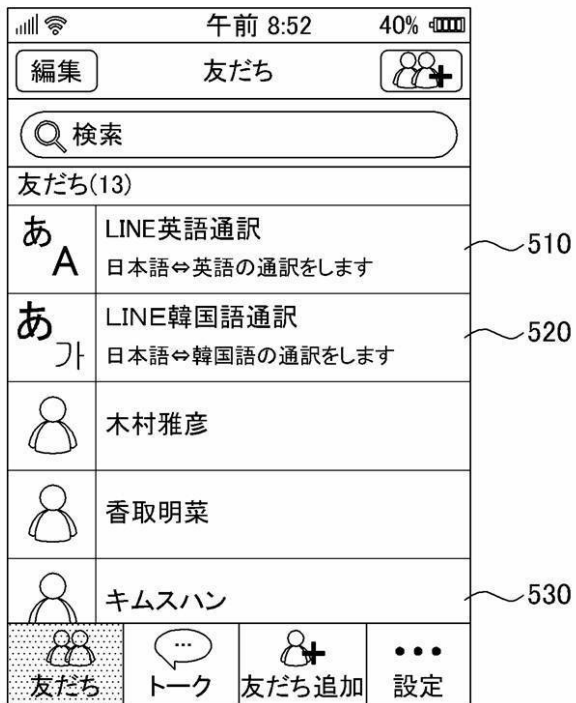 午前 8:52 40%
編集 友だち
検索
友だち(13)
あA LINE英語通訳
日本語⇔英語の通訳をします
510
あ가 LINE韓国語通訳
日本語⇔韓国語の通訳をします
520
木村雅彦
香取明菜
キムスハン
530
友だち トーク 友だち追加 設定